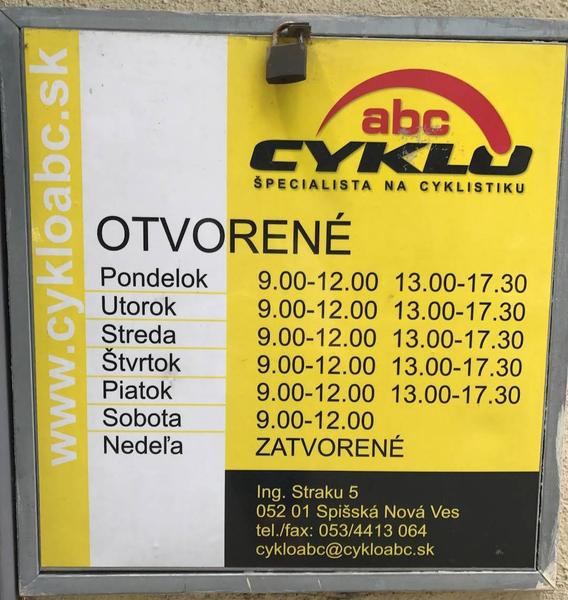 www.cykloabc.sk
abc
CYKLO
ŠPECIALISTA NA CYKLISTIKU
OTVORENÉ
Pondelok 9.00-12.00 13.00-17.30
Utorok 9.00-12.00 13.00-17.30
Streda 9.00-12.00 13.00-17.30
Štvrtok 9.00-12.00 13.00-17.30
Piatok 9.00-12.00 13.00-17.30
Sobota 9.00-12.00
Nedeľa ZATVORENÉ
Ing. Straku 5
052 01 Spišská Nová Ves
tel./fax: 053/4413 064
cykloabc@cykloabc.sk